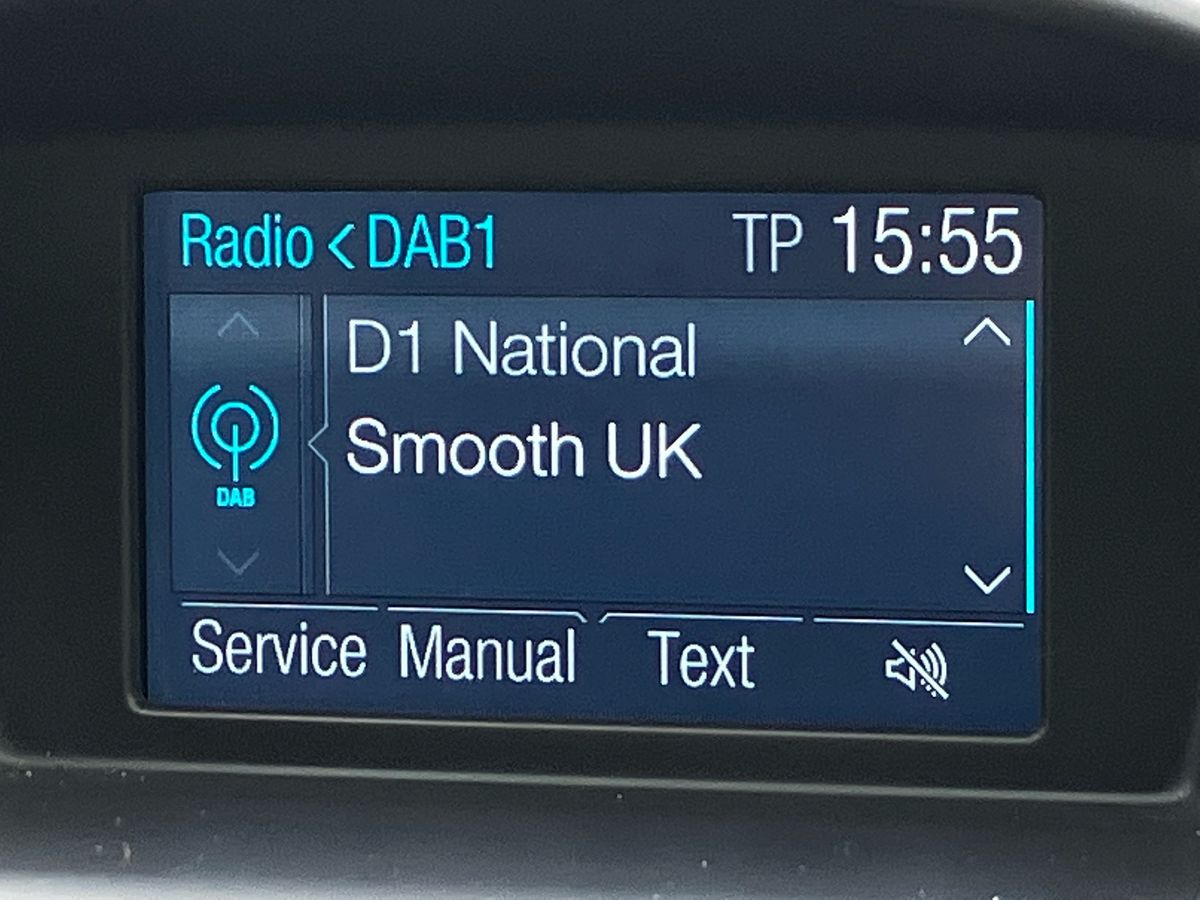 Radio < DAB1 TP 15:55
D1 National
Smooth UK
DAB
Service Manual Text